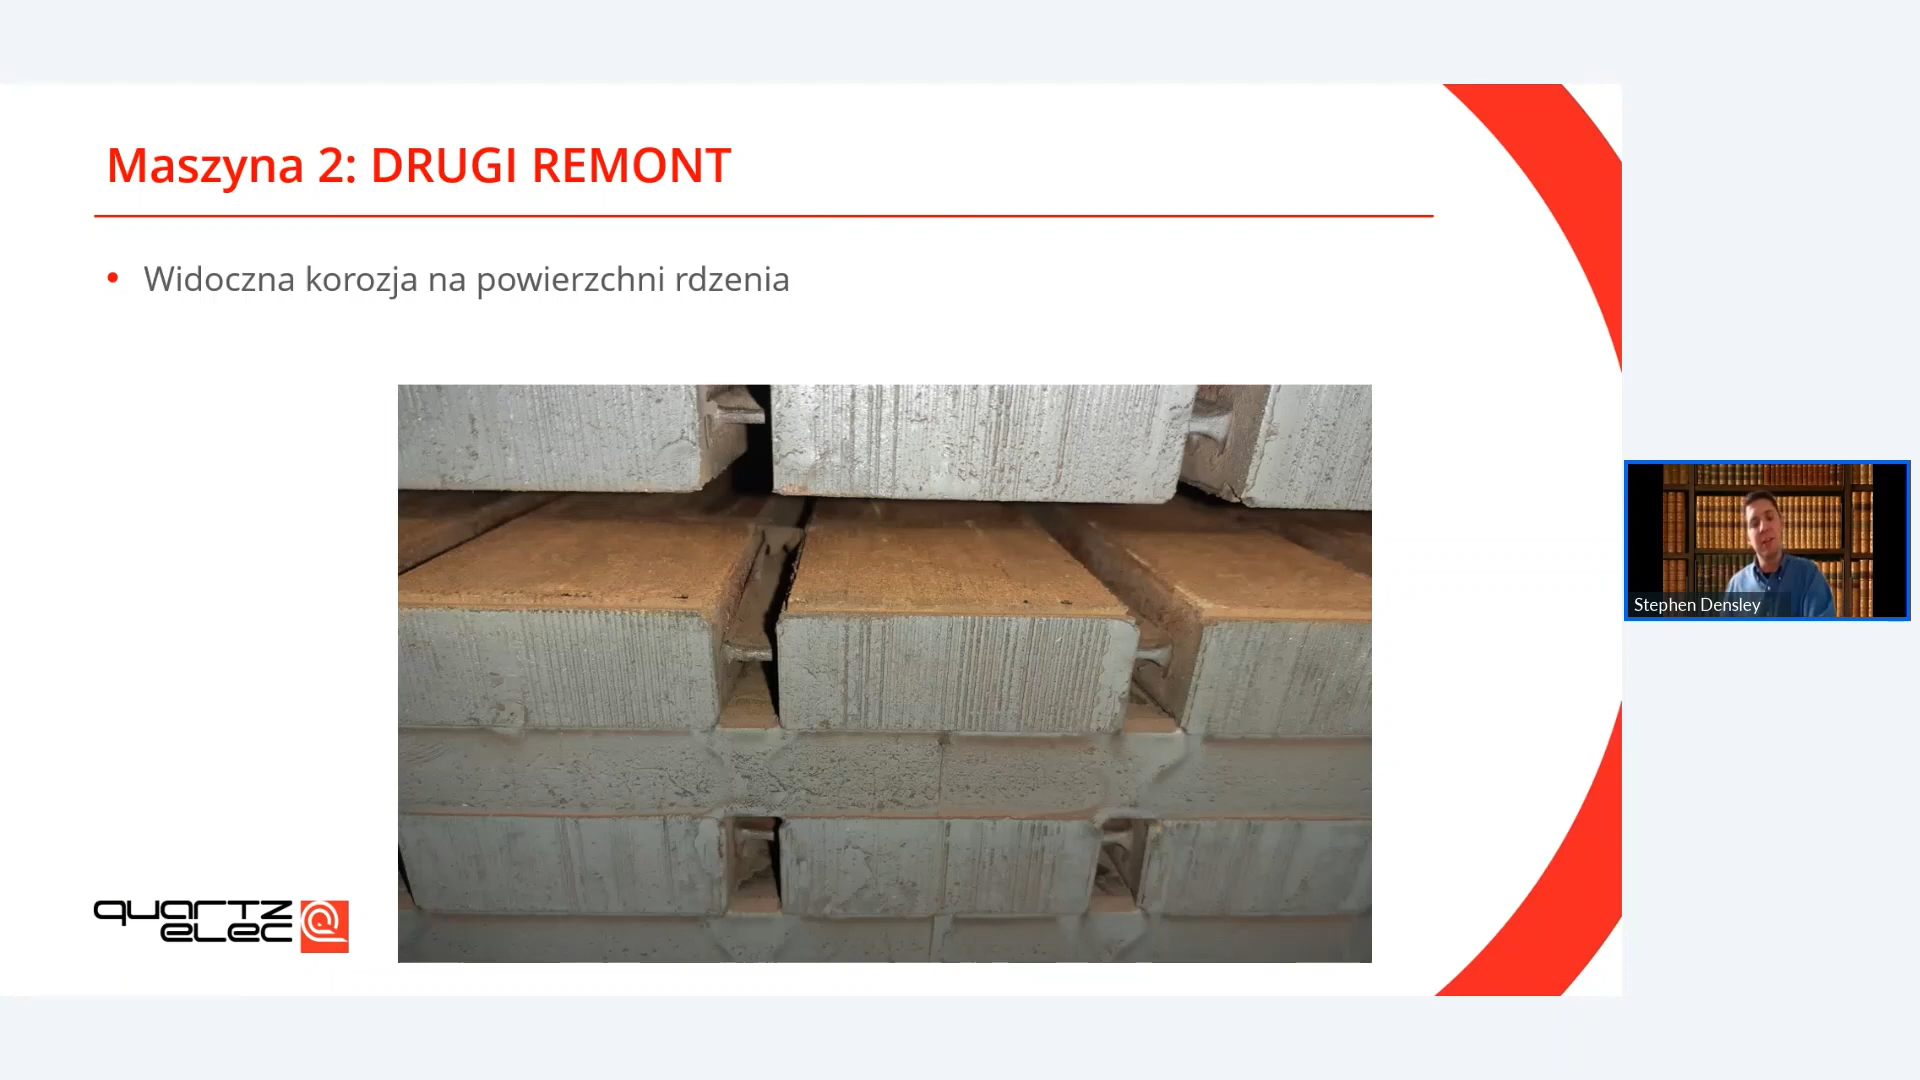 Maszyna 2: DRUGI REMONT
• Widoczna korozja na powierzchni rdzenia
Stephen Densley
quartz
elec